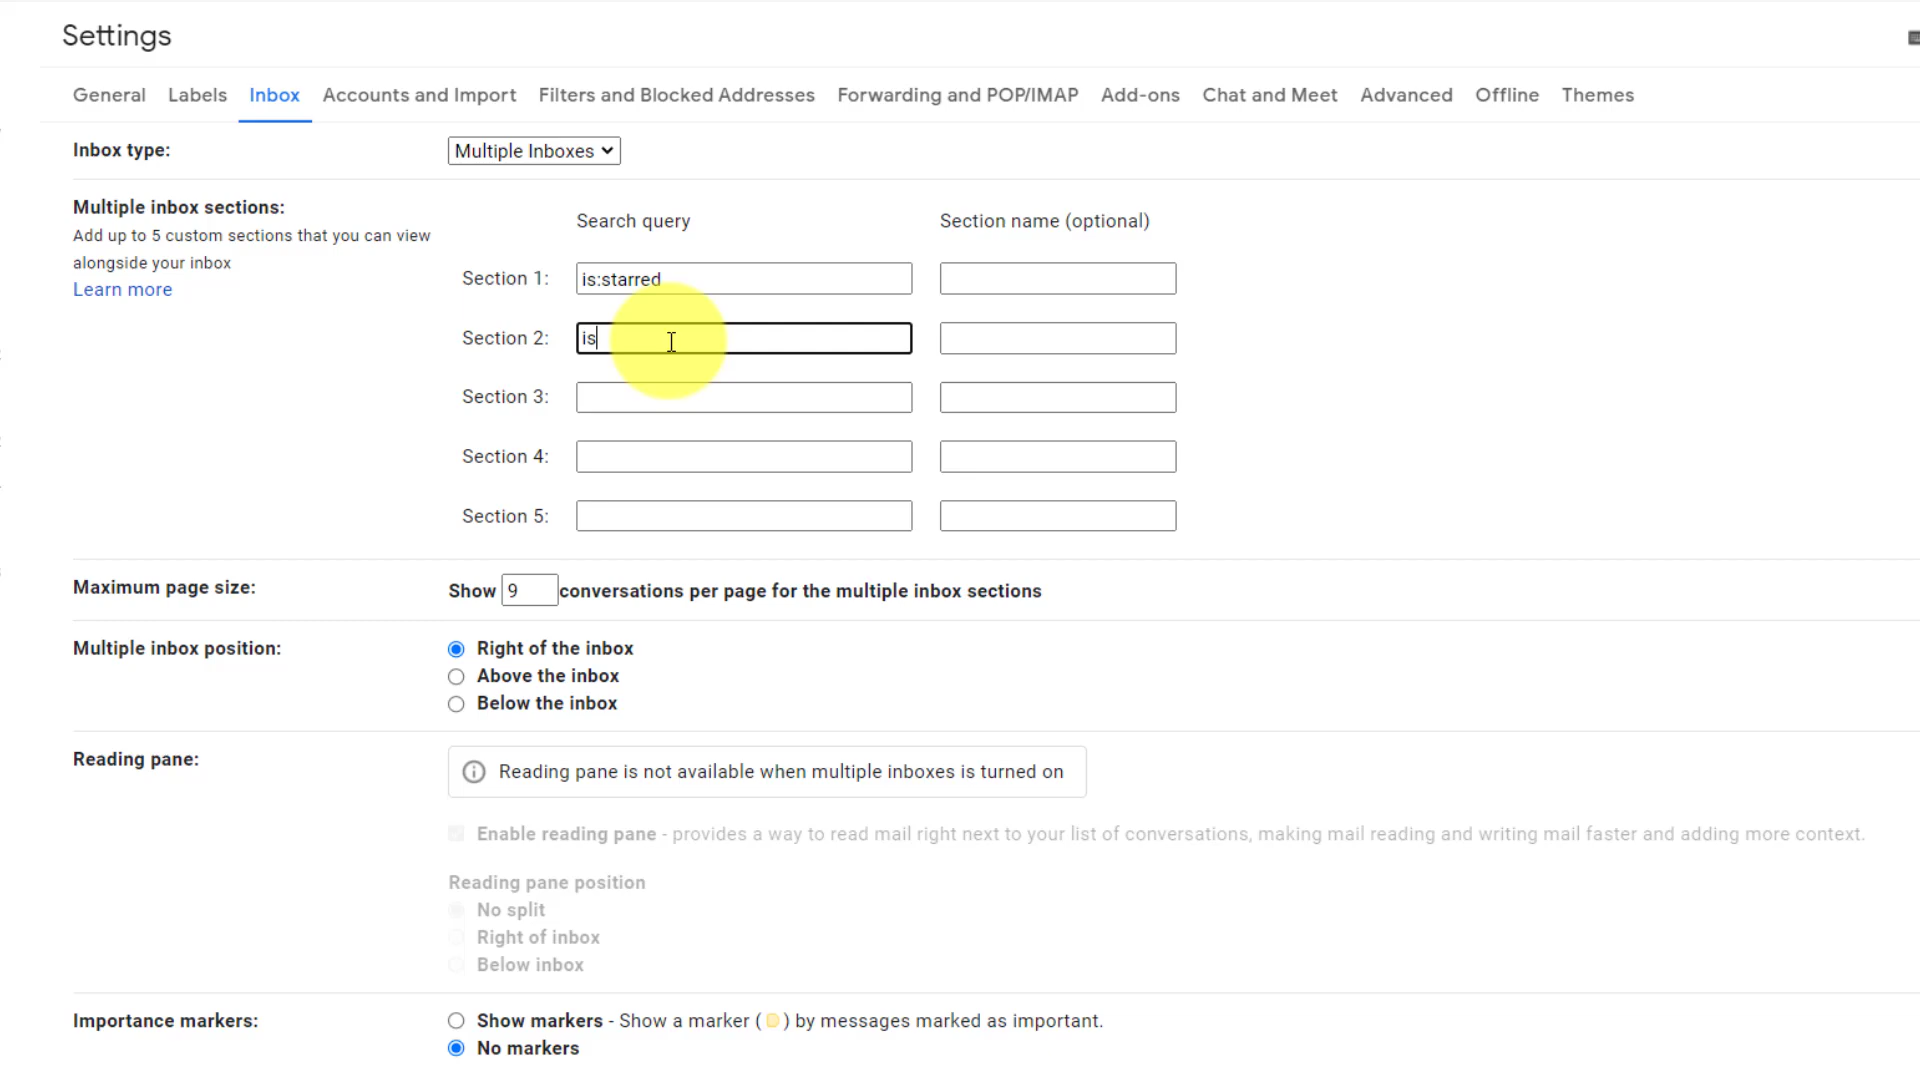 Settings
General Labels Inbox Accounts and Import Filters and Blocked Addresses Forwarding and POP/IMAP Add-ons Chat and Meet Advanced Offline Themes
Inbox type: Multiple Inboxes
Multiple inbox sections:
Add up to 5 custom sections that you can view
alongside your inbox
Learn more
Search query Section name (optional)
Section 1: is:starred
Section 2: is
Section 3:
Section 4:
Section 5:
Maximum page size: Show 9 conversations per page for the multiple inbox sections
Multiple inbox position: Right of the inbox
Above the inbox
Below the inbox
Reading pane: Reading pane is not available when multiple inboxes is turned on
Enable reading pane - provides a way to read mail right next to your list of conversations, making mail reading and writing mail faster and adding more context.
Reading pane position
No split
Right of inbox
Below inbox
Importance markers: Show markers - Show a marker ( ) by messages marked as important.
No markers